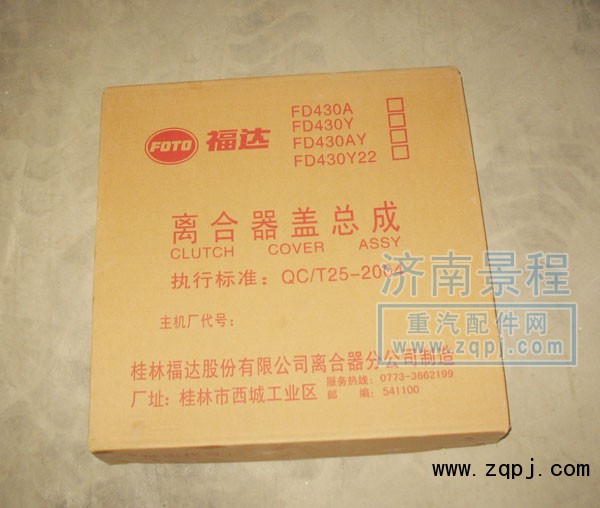 FOTO 福达
FD430A
FD430Y
FD430AY
FD430Y22
离合器盖总成
CLUTCH COVER ASSY
执行标准：QC/T25-2004
济南景程
重汽配件网
www.zqpj.com
主机厂代号：
桂林福达股份有限公司离合器分公司制造
厂址：桂林市西城工业区
服务热线：0773-3662199
邮 编：541100
www.zqpj.com